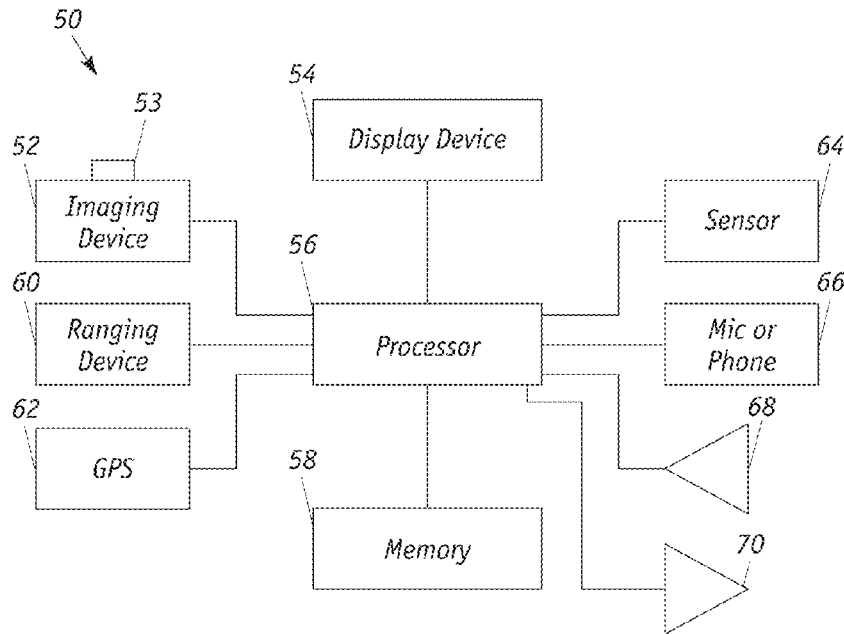 50
53
54
52
Display Device
64
Imaging
Device
Sensor
56
60
66
Ranging
Device
Processor
Mic or
Phone
62
68
58
GPS
Memory
70